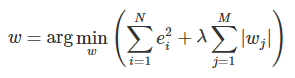 w = arg min_w ( ∑_{i=1}^{N} e_i^2 + λ ∑_{j=1}^{M} |w_j| )